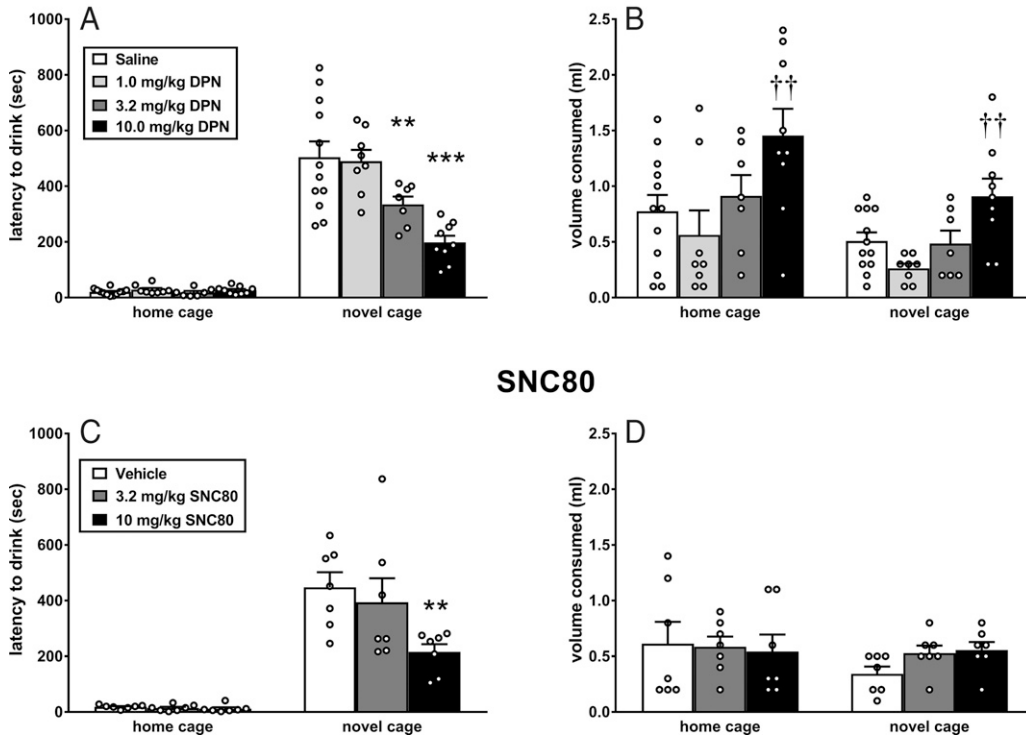 A
latency to drink (sec)
1000
800
600
400
200
0
Saline
1.0 mg/kg DPN
3.2 mg/kg DPN
10.0 mg/kg DPN
**
***
home cage
novel cage
B
volume consumed (ml)
2.5
2.0
1.5
1.0
0.5
0.0
††
††
home cage
novel cage
SNC80
C
latency to drink (sec)
1000
800
600
400
200
0
Vehicle
3.2 mg/kg SNC80
10 mg/kg SNC80
**
home cage
novel cage
D
volume consumed (ml)
2.5
2.0
1.5
1.0
0.5
0.0
home cage
novel cage